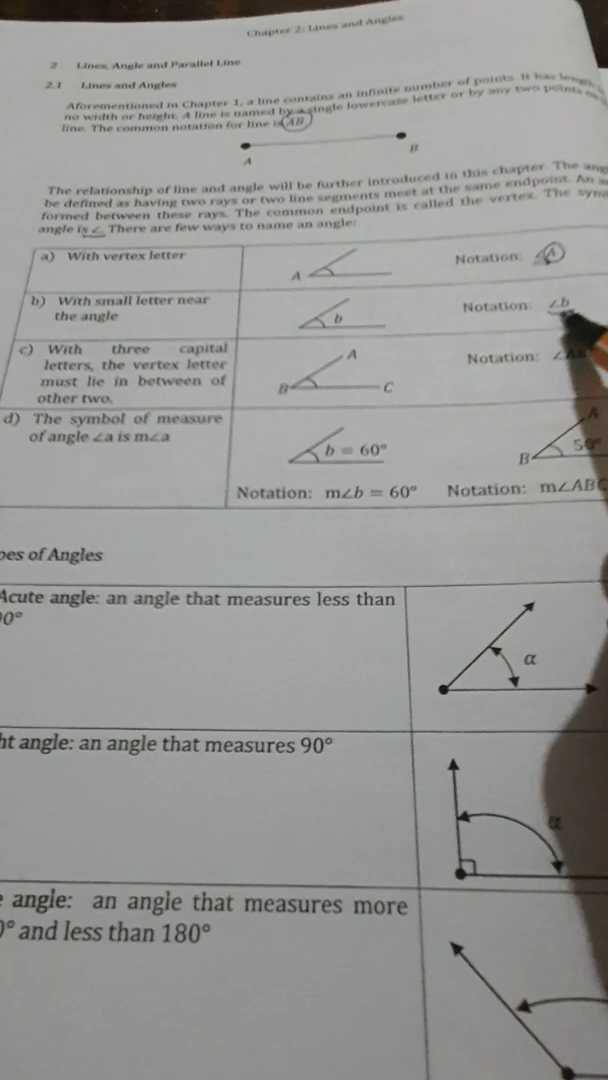 Chapter 2: Lines and Angles
2 Lines, Angle and Parallel Line
2.1 Lines and Angles
Aforementioned in Chapter 1, a line contains an infinite number of points. It has length
no width or height. A line is named by a single lowercase letter or by any two points on
line. The common notation for line is AB.
A
B
The relationship of line and angle will be further introduced in this chapter. The
be defined as having two rays or two line segments meet at the same endpoint. An
formed between these rays. The common endpoint is called the vertex. The
angle is ∠. There are few ways to name an angle:
a) With vertex letter
A
Notation: ∠A
b) With small letter near
the angle
b
Notation: ∠b
c) With three capital
letters, the vertex letter
must lie in between of
other two.
A
B
C
Notation:
d) The symbol of measure
of angle ∠a is m∠a
b = 60°
Notation: m∠b = 60°
A
B
50°
Notation: m∠ABC
of Angles
Acute angle: an angle that measures less than
0°
α
ht angle: an angle that measures 90°
α
angle: an angle that measures more
0° and less than 180°